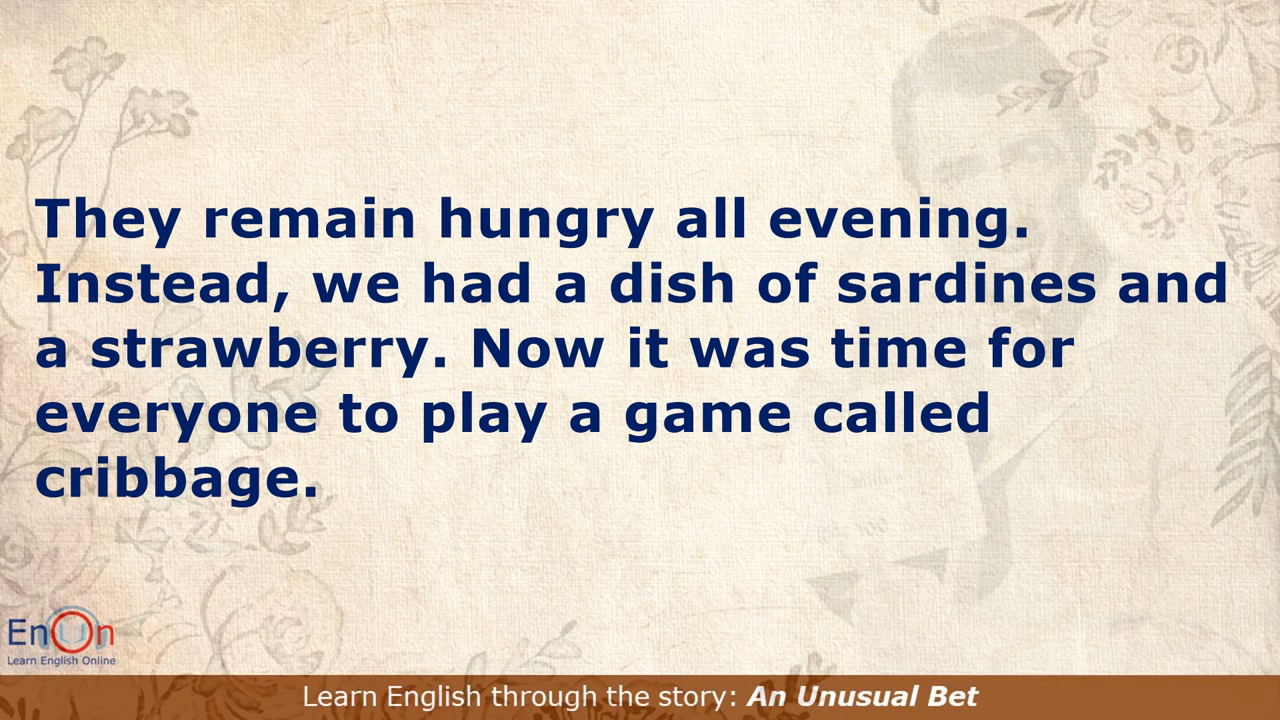 They remain hungry all evening.
Instead, we had a dish of sardines and
a strawberry. Now it was time for
everyone to play a game called
cribbage.
EnOn
Learn English Online
Learn English through the story: An Unusual Bet